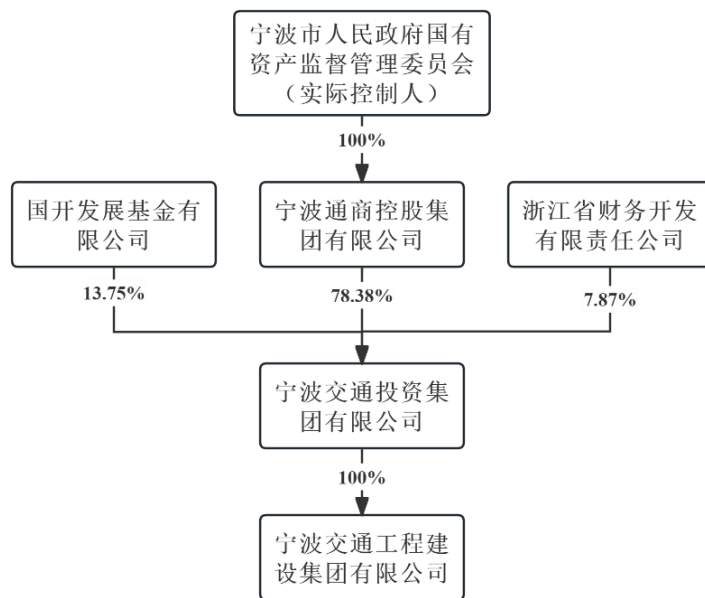 宁波市人民政府国有
资产监督管理委员会
（实际控制人）
100%
国开发展基金有
限公司
宁波通商控股集
团有限公司
浙江省财务开发
有限责任公司
13.75%
78.38%
7.87%
宁波交通投资集
团有限公司
100%
宁波交通工程建
设集团有限公司